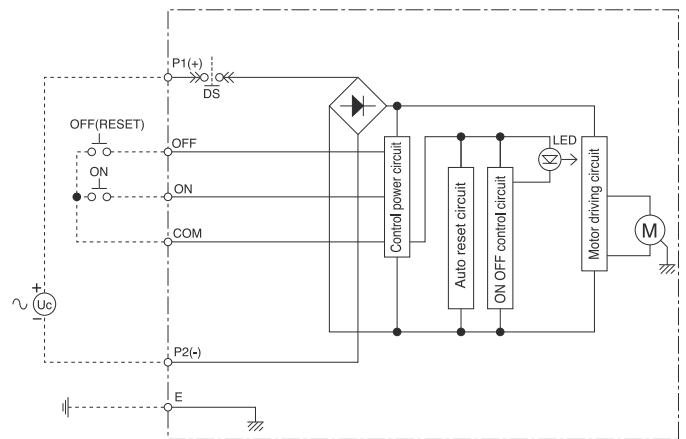 P1(+)
DS
OFF(RESET)
OFF
LED
ON
ON
COM
Control power circuit
Auto reset circuit
ON OFF control circuit
Motor driving circuit
M
+
Uc
−
P2(-)
E